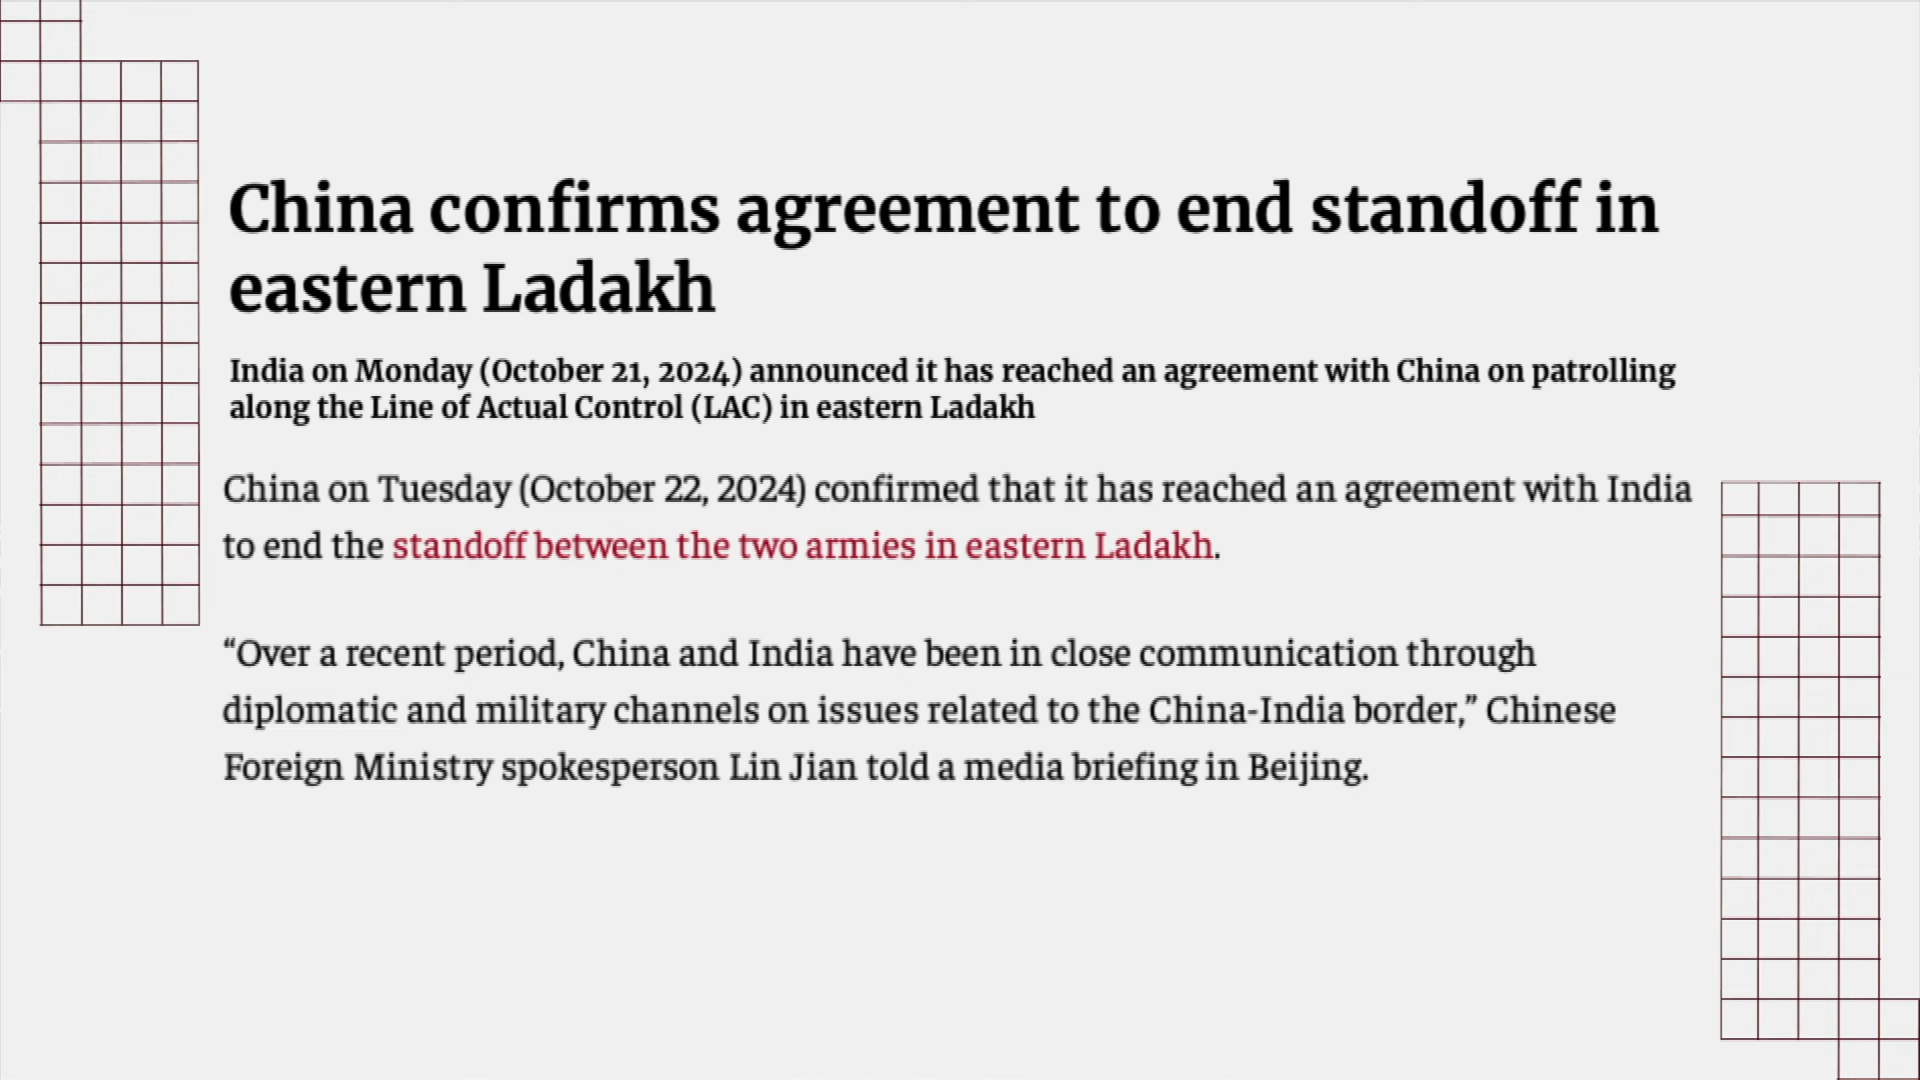 China confirms agreement to end standoff in
eastern Ladakh
India on Monday (October 21, 2024) announced it has reached an agreement with China on patrolling
along the Line of Actual Control (LAC) in eastern Ladakh
China on Tuesday (October 22, 2024) confirmed that it has reached an agreement with India
to end the standoff between the two armies in eastern Ladakh.
“Over a recent period, China and India have been in close communication through
diplomatic and military channels on issues related to the China-India border,” Chinese
Foreign Ministry spokesperson Lin Jian told a media briefing in Beijing.